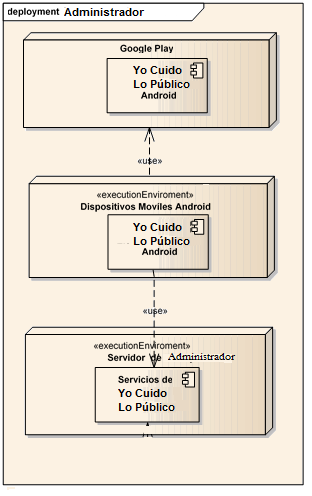 deployment Administrador
Google Play
Yo Cuido
Lo Público
Android
«use»
«executionEnviroment»
Dispositivos Moviles Android
Yo Cuido
Lo Público
Android
«use»
«executionEnviroment»
Servidor de Administrador
Servicios de
Yo Cuido
Lo Público